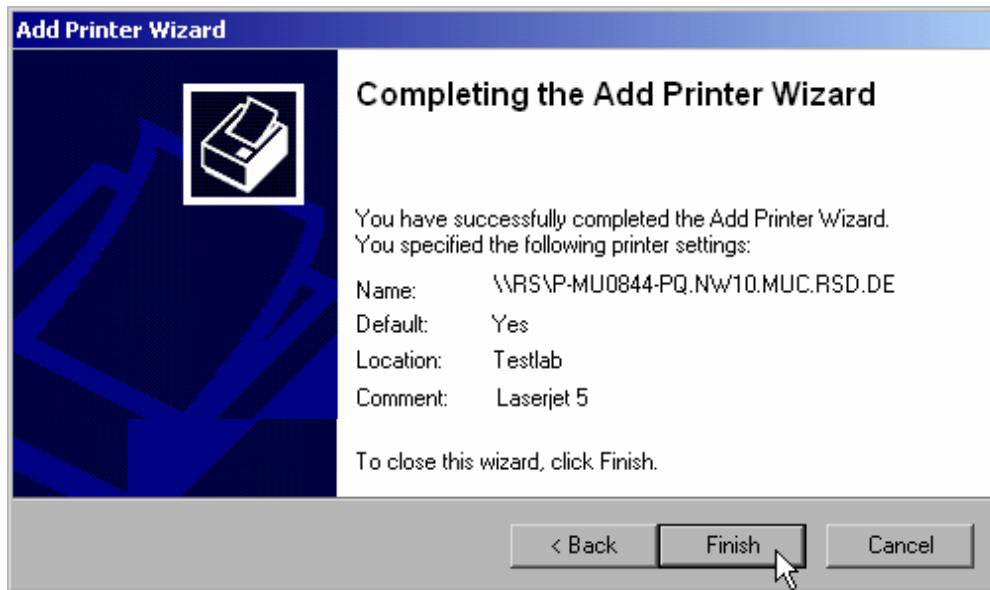 Add Printer Wizard
Completing the Add Printer Wizard
You have successfully completed the Add Printer Wizard.
You specified the following printer settings:
Name: \\RS\P-MU0844-PQ.NW10.MUC.RSD.DE
Default: Yes
Location: Testlab
Comment: Laserjet 5
To close this wizard, click Finish.
< Back Finish Cancel